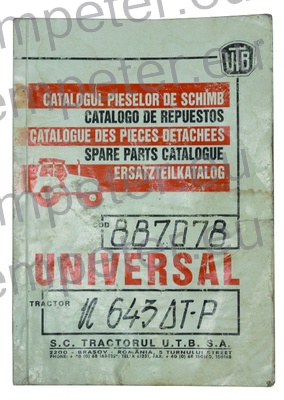 UTB
CATALOGUL PIESELOR DE SCHIMB
CATALOGO DE REPUESTOS
CATALOGUE DES PIECES DETACHEES
SPARE PARTS CATALOGUE
ERSATZTEILKATALOG
COD 887078
UNIVERSAL
TRACTOR U 643 DT-P
S.C. TRACTORUL U.T.B. S.A.
2200 - BRASOV - ROMÂNIA, 5 TURNULUI STREET